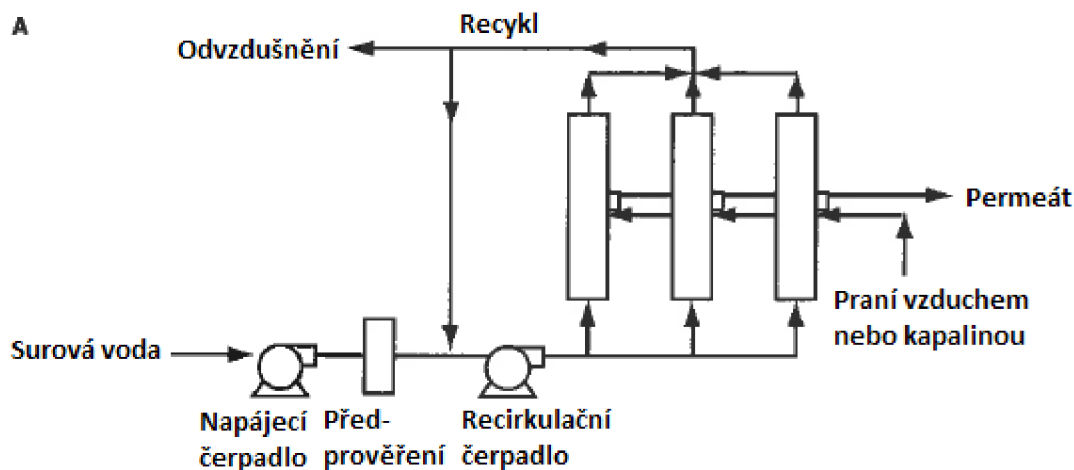 A
Recykl
Odvzdušnění
Permeát
Praní vzduchem
nebo kapalinou
Surová voda
Napájecí
čerpadlo
Před-
prověření
Recirkulační
čerpadlo